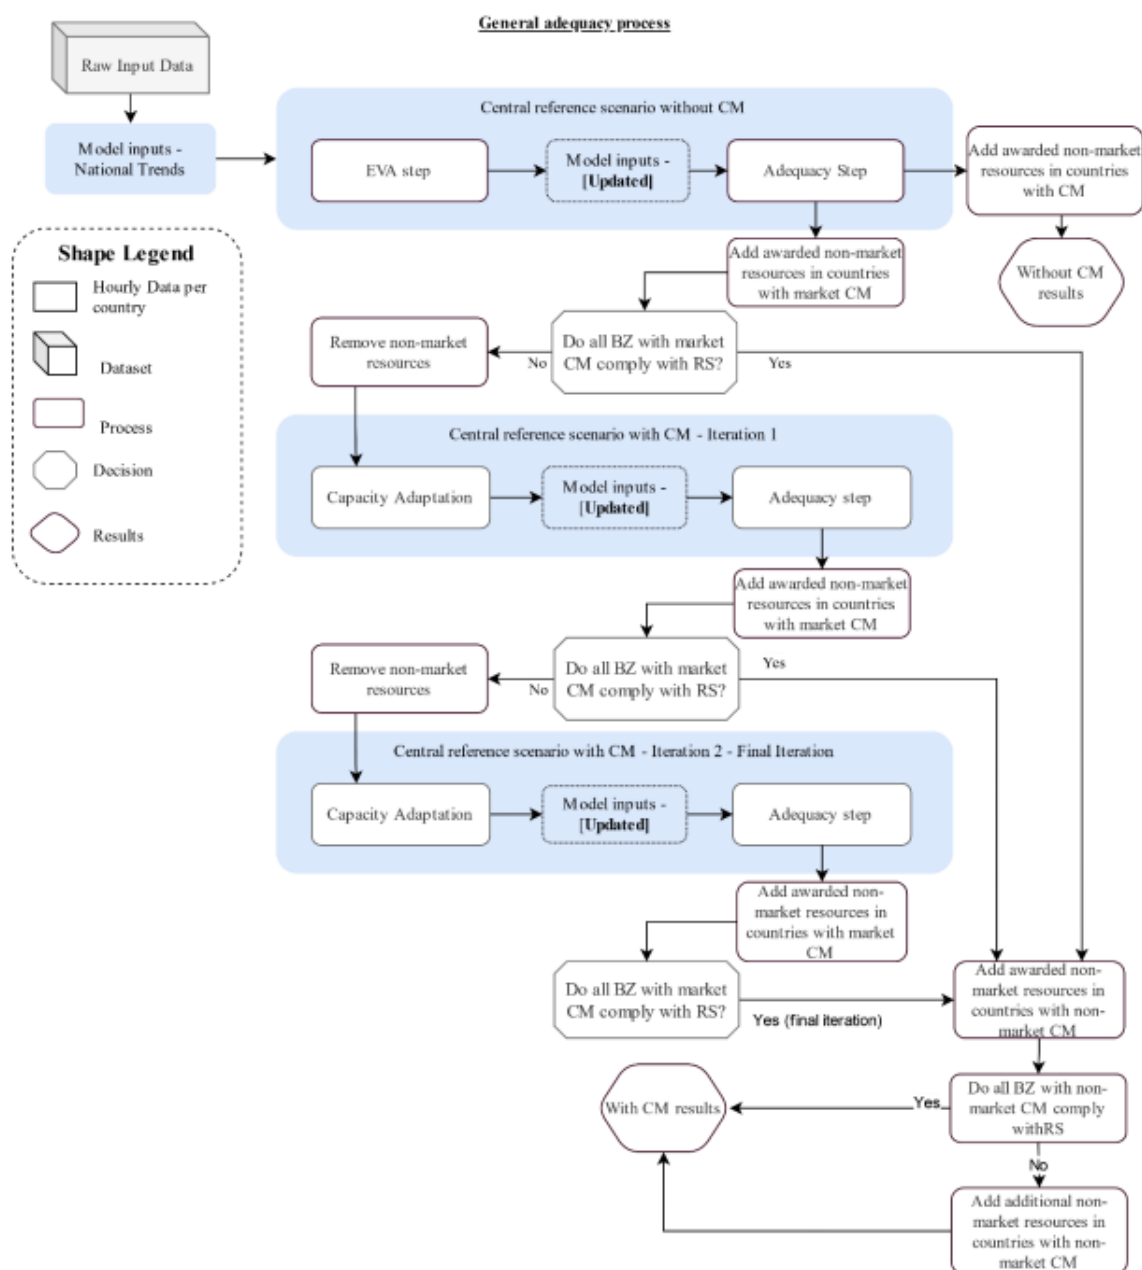 General adequacy process
Raw Input Data
Model inputs -
National Trends
Central reference scenario without CM
EVA step
Model inputs -
[Updated]
Adequacy Step
Add awarded non-market
resources in countries
with CM
Without CM
results
Add awarded non-market
resources in countries
with market CM
Shape Legend
Hourly Data per
country
Dataset
Process
Decision
Results
Do all BZ with market
CM comply with RS?
No
Yes
Remove non-market
resources
Central reference scenario with CM - Iteration 1
Capacity Adaptation
Model inputs -
[Updated]
Adequacy step
Add awarded non-market
resources in countries
with market CM
Do all BZ with market
CM comply with RS?
No
Yes
Remove non-market
resources
Central reference scenario with CM - Iteration 2 - Final Iteration
Capacity Adaptation
Model inputs -
[Updated]
Adequacy step
Add awarded non-
market resources in
countries with market
CM
Do all BZ with market
CM comply with RS?
Yes (final iteration)
Add awarded non-
market resources in
countries with non-
market CM
Do all BZ with non-
market CM comply
withRS
Yes
With CM results
No
Add additional non-
market resources in
countries with non-
market CM